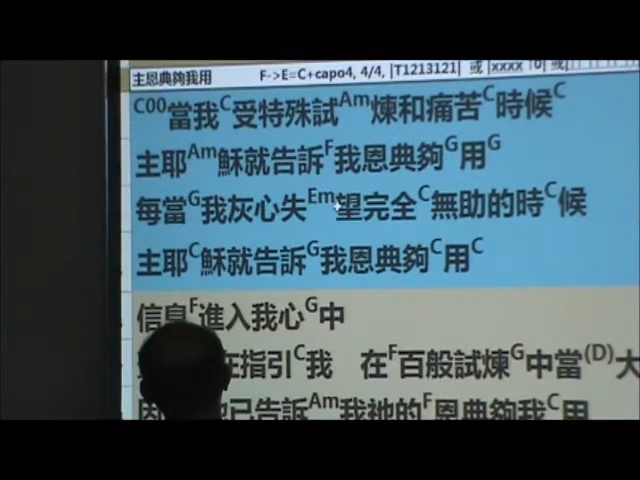 主恩典夠我用 F->E=C+capo4, 4/4, |T1213121| 或 |xxxx
C00當我C受特殊試Am煉和痛苦C時候C
主耶Am穌就告訴F我恩典夠G用G
每當G我灰心失Em望完全C無助的時C候
主耶C穌就告訴G我恩典夠C用C
信息F進入我心G中
在指引C我 在F百般試煉G中當(D)大
因 已告訴Am我祂的F恩典夠我C用